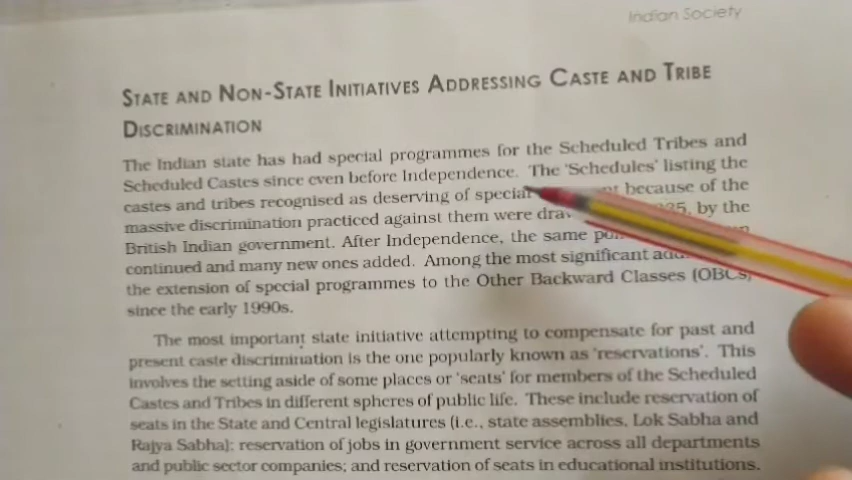 Indian Society
STATE AND NON-STATE INITIATIVES ADDRESSING CASTE AND TRIBE
DISCRIMINATION
The Indian state has had special programmes for the Scheduled Tribes and
Scheduled Castes since even before Independence. The 'Schedules' listing the
castes and tribes recognised as deserving of special because of the
massive discrimination practiced against them were by the
British Indian government. After Independence, the same
continued and many new ones added. Among the most significant
the extension of special programmes to the Other Backward Classes (OBCs)
since the early 1990s.
The most important state initiative attempting to compensate for past and
present caste discrimination is the one popularly known as 'reservations'. This
involves the setting aside of some places or 'seats' for members of the Scheduled
Castes and Tribes in different spheres of public life. These include reservation of
seats in the State and Central legislatures (i.e., state assemblies, Lok Sabha and
Rajya Sabha); reservation of jobs in government service across all departments
and public sector companies; and reservation of seats in educational institutions.